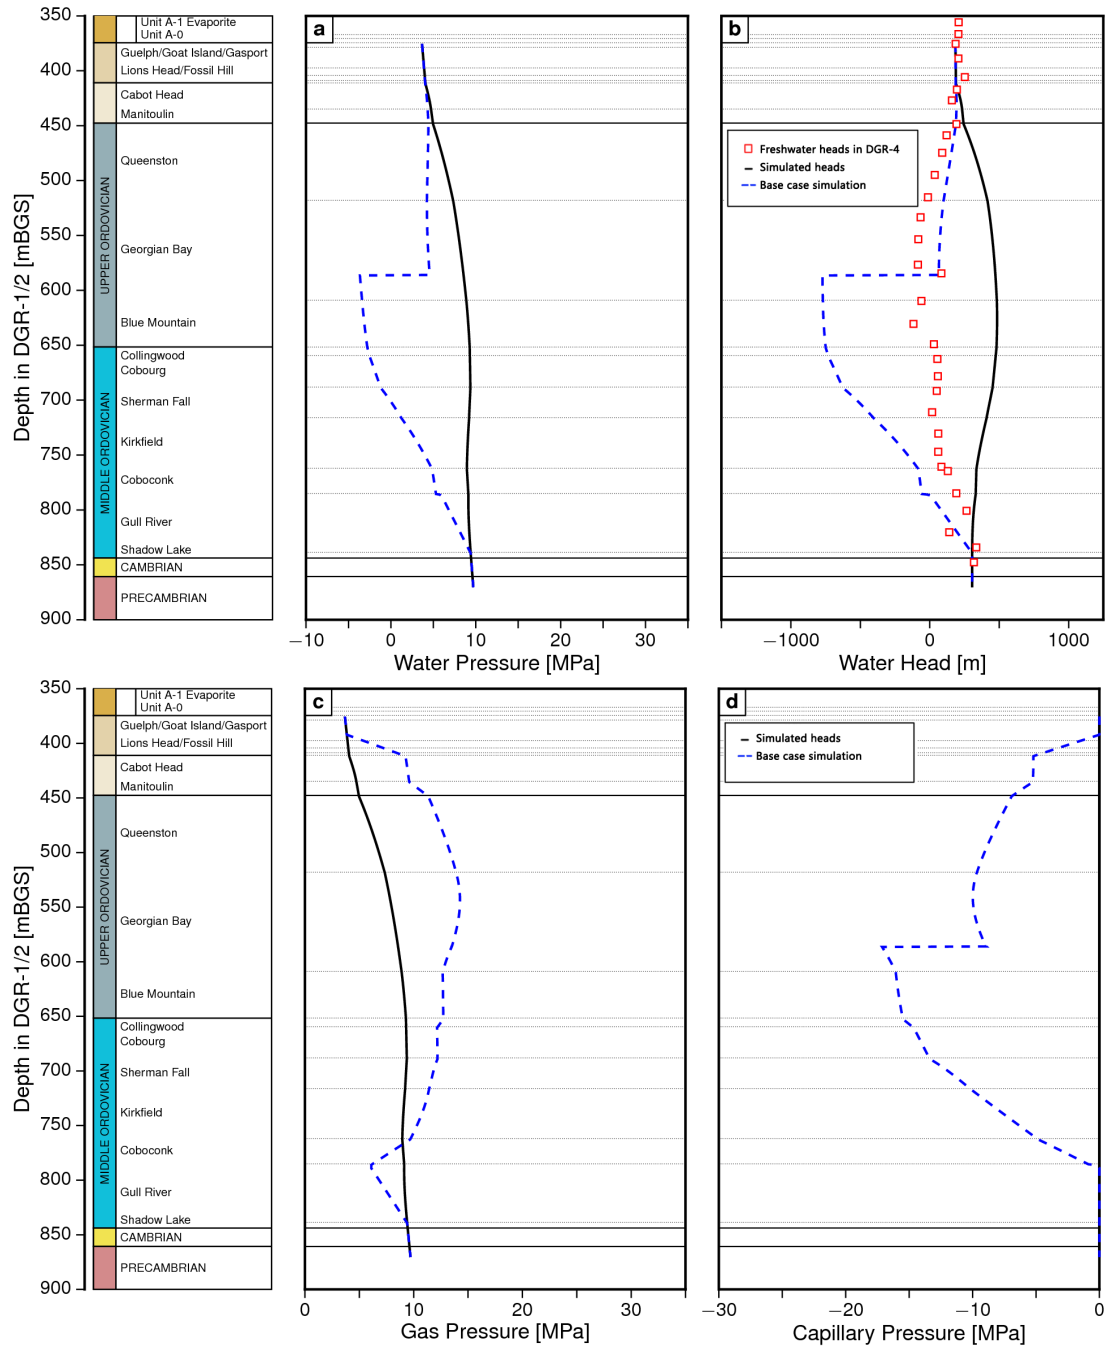 350
400
450
500
550
600
650
700
750
800
850
900
Depth in DGR-1/2 [mBGS]
Unit A-1 Evaporite
Unit A-0
Guelph/Goat Island/Gasport
Lions Head/Fossil Hill
Cabot Head
Manitoulin
UPPER ORDOVICIAN
Queenston
Georgian Bay
Blue Mountain
MIDDLE ORDOVICIAN
Collingwood
Cobourg
Sherman Fall
Kirkfield
Coboconk
Gull River
Shadow Lake
CAMBRIAN
PRECAMBRIAN
a
−10 0 10 20 30
Water Pressure [MPa]
b
Freshwater heads in DGR-4
Simulated heads
Base case simulation
−1000 0 1000
Water Head [m]
350
400
450
500
550
600
650
700
750
800
850
900
Depth in DGR-1/2 [mBGS]
Unit A-1 Evaporite
Unit A-0
Guelph/Goat Island/Gasport
Lions Head/Fossil Hill
Cabot Head
Manitoulin
UPPER ORDOVICIAN
Queenston
Georgian Bay
Blue Mountain
MIDDLE ORDOVICIAN
Collingwood
Cobourg
Sherman Fall
Kirkfield
Coboconk
Gull River
Shadow Lake
CAMBRIAN
PRECAMBRIAN
c
0 10 20 30
Gas Pressure [MPa]
d
Simulated heads
Base case simulation
−30 −20 −10 0
Capillary Pressure [MPa]